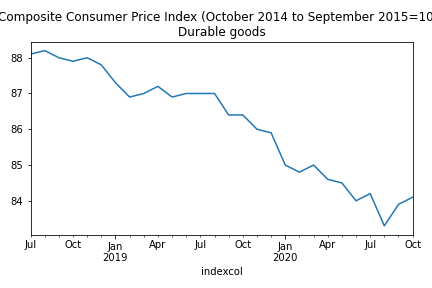 Composite Consumer Price Index (October 2014 to September 2015=10
Durable goods
88
87
86
85
84
Jul Oct Jan Apr Jul Oct Jan Apr Jul Oct
2019 2020
indexcol